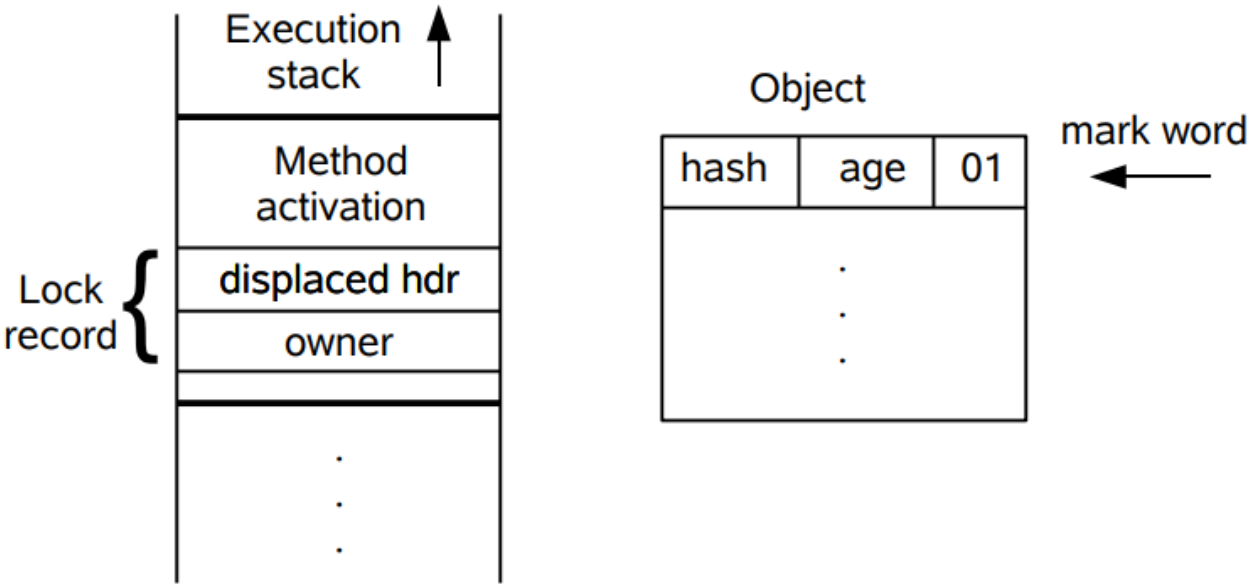 Execution
stack
Method
activation
Lock
record
displaced hdr
owner
Object
mark word
hash age 01